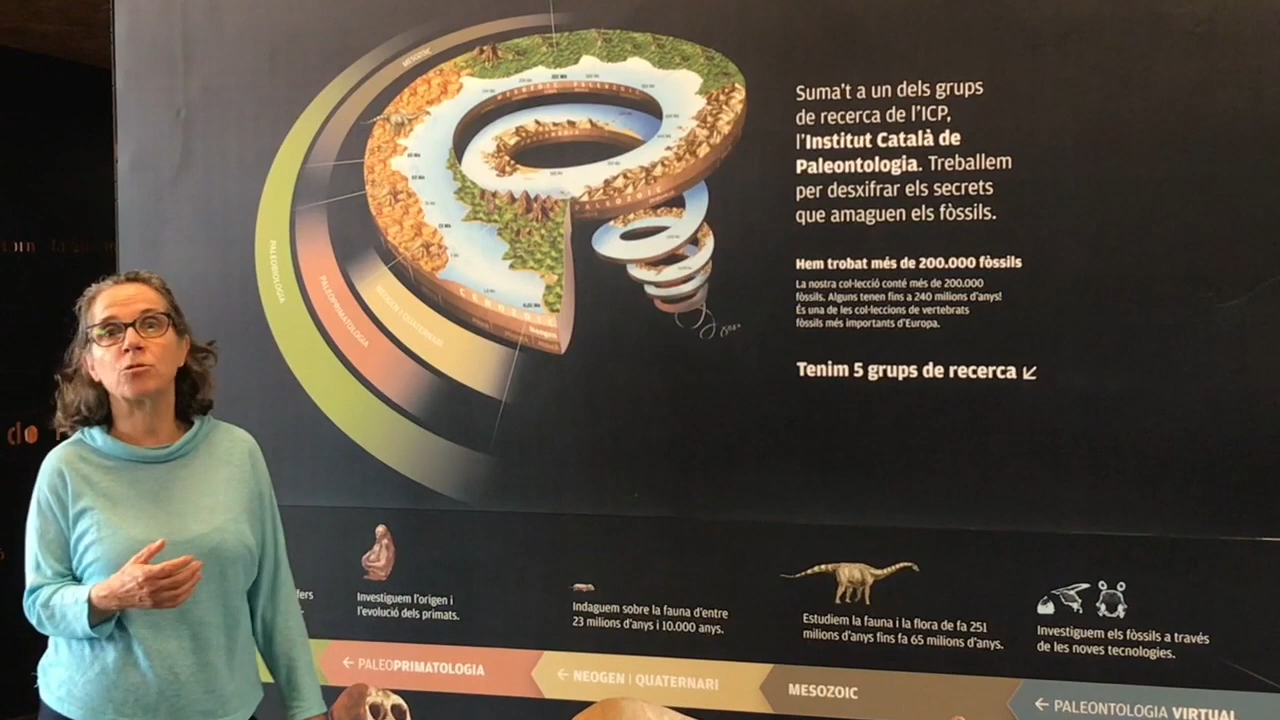 MESOZOIC
PALEOBIOLOGIA
PALEOPRIMATOLOGIA
NEOGEN I QUATERNARI
PALEOZOIC
CENOZOIC
Neogen
Suma't a un dels grups
de recerca de l'ICP,
l'Institut Català de
Paleontologia. Treballem
per desxifrar els secrets
que amaguen els fòssils.
Hem trobat més de 200.000 fòssils
La nostra col·lecció conté més de 200.000
fòssils. Alguns tenen fins a 240 milions d'anys!
És una de les col·leccions de vertebrats
fòssils més importants d'Europa.
Tenim 5 grups de recerca ↙
do
Investiguem l'origen i
l'evolució dels primats.
Indaguem sobre la fauna d'entre
23 milions d'anys i 10.000 anys.
Estudiem la fauna i la flora de fa 251
milions d'anys fins fa 65 milions d'anys.
Investiguem els fòssils a través
de les noves tecnologies.
← PALEOPRIMATOLOGIA
← NEOGEN I QUATERNARI
MESOZOIC
← PALEONTOLOGIA VIRTUAL